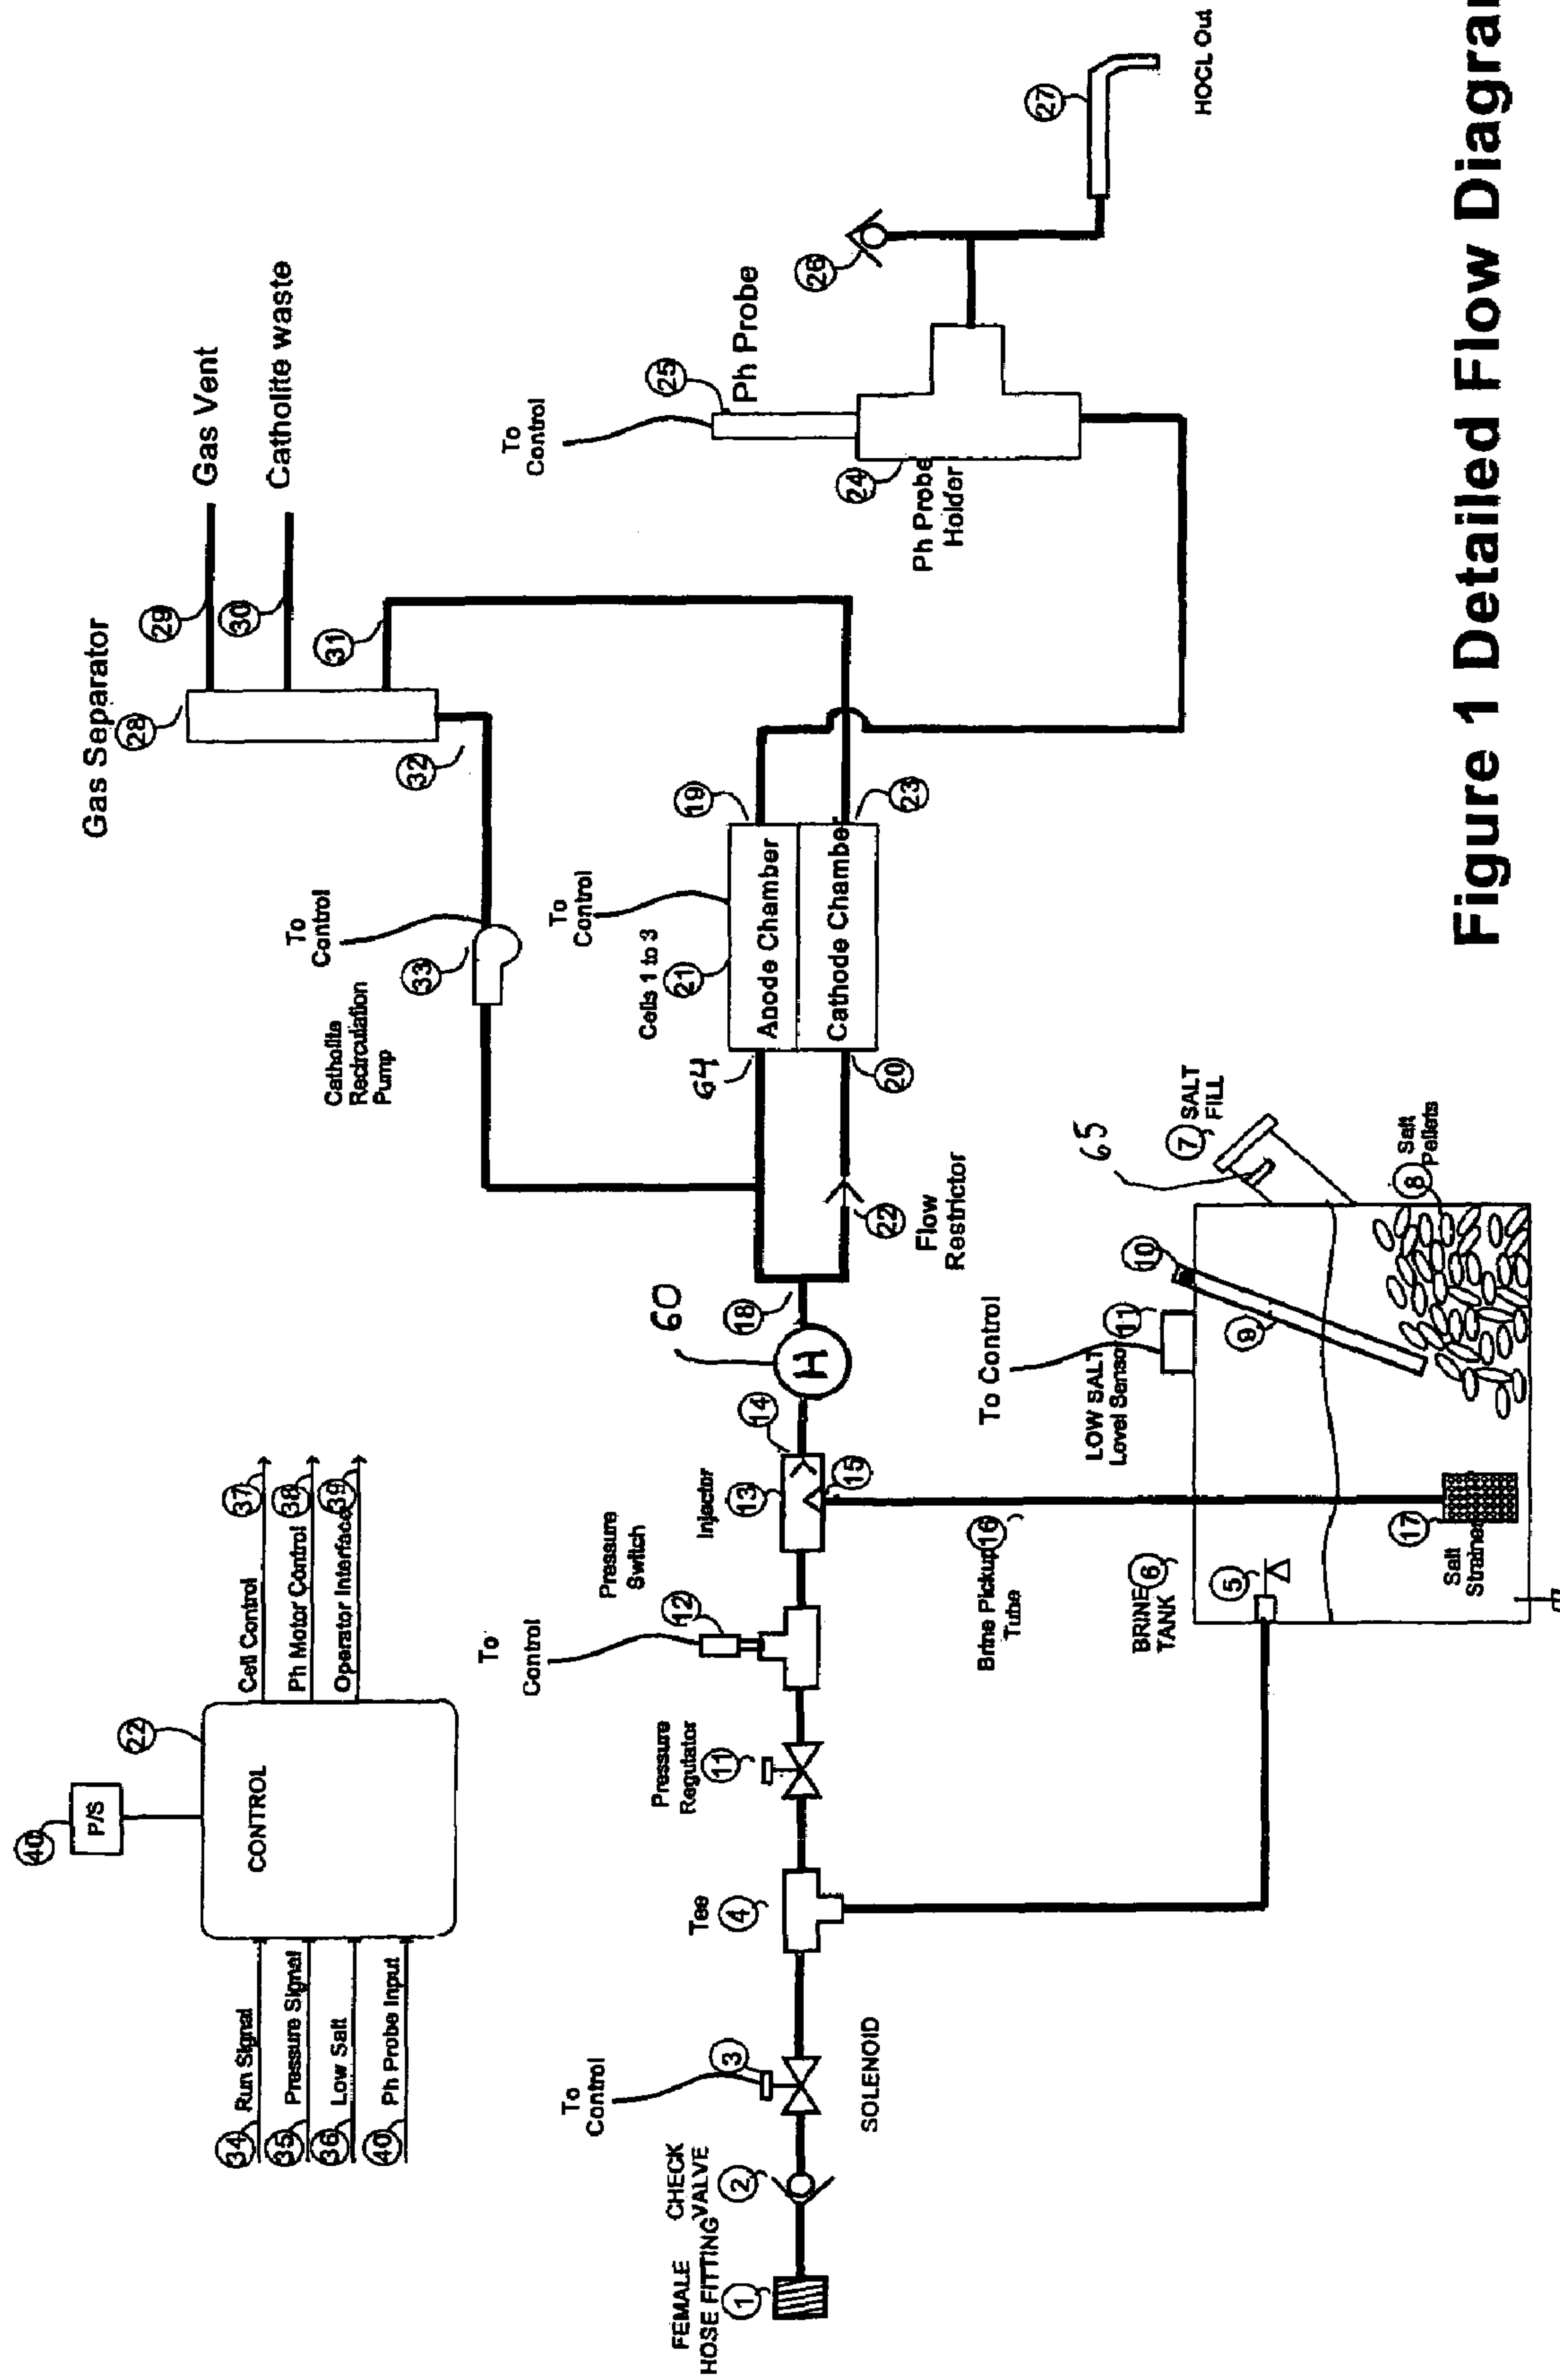 40
P/S
22
CONTROL
34
Run Signal
35
Pressure Signal
36
Low Salt
40
Ph Probe Input
Cell Control
37
Ph Motor Control
38
Operator Interface
39
Gas Separator
28
29
Gas Vent
30
Catholite waste
31
32
To
Control
33
Catholite
Recirculation
Pump
To
Control
Cells 1 to 3
21
19
Anode Chamber
Cathode Chamber
64
20
23
To
Control
25
Ph Probe
24
Ph Probe
Holder
26
27
HOCL Out
FEMALE
HOSE FITTING
1
CHECK
VALVE
2
To
Control
3
SOLENOID
Tee
4
Pressure
Regulator
11
To
Control
12
Pressure
Switch
Injector
13
14
15
60
H
18
22
Flow
Restrictor
Brine Pickup
Tube
16
BRINE
TANK
6
5
To Control
LOW SALT
Level Sensor
11
10
9
65
7
SALT
FILL
8
Salt
Pellets
17
Salt
Strainer
Figure 1 Detailed Flow